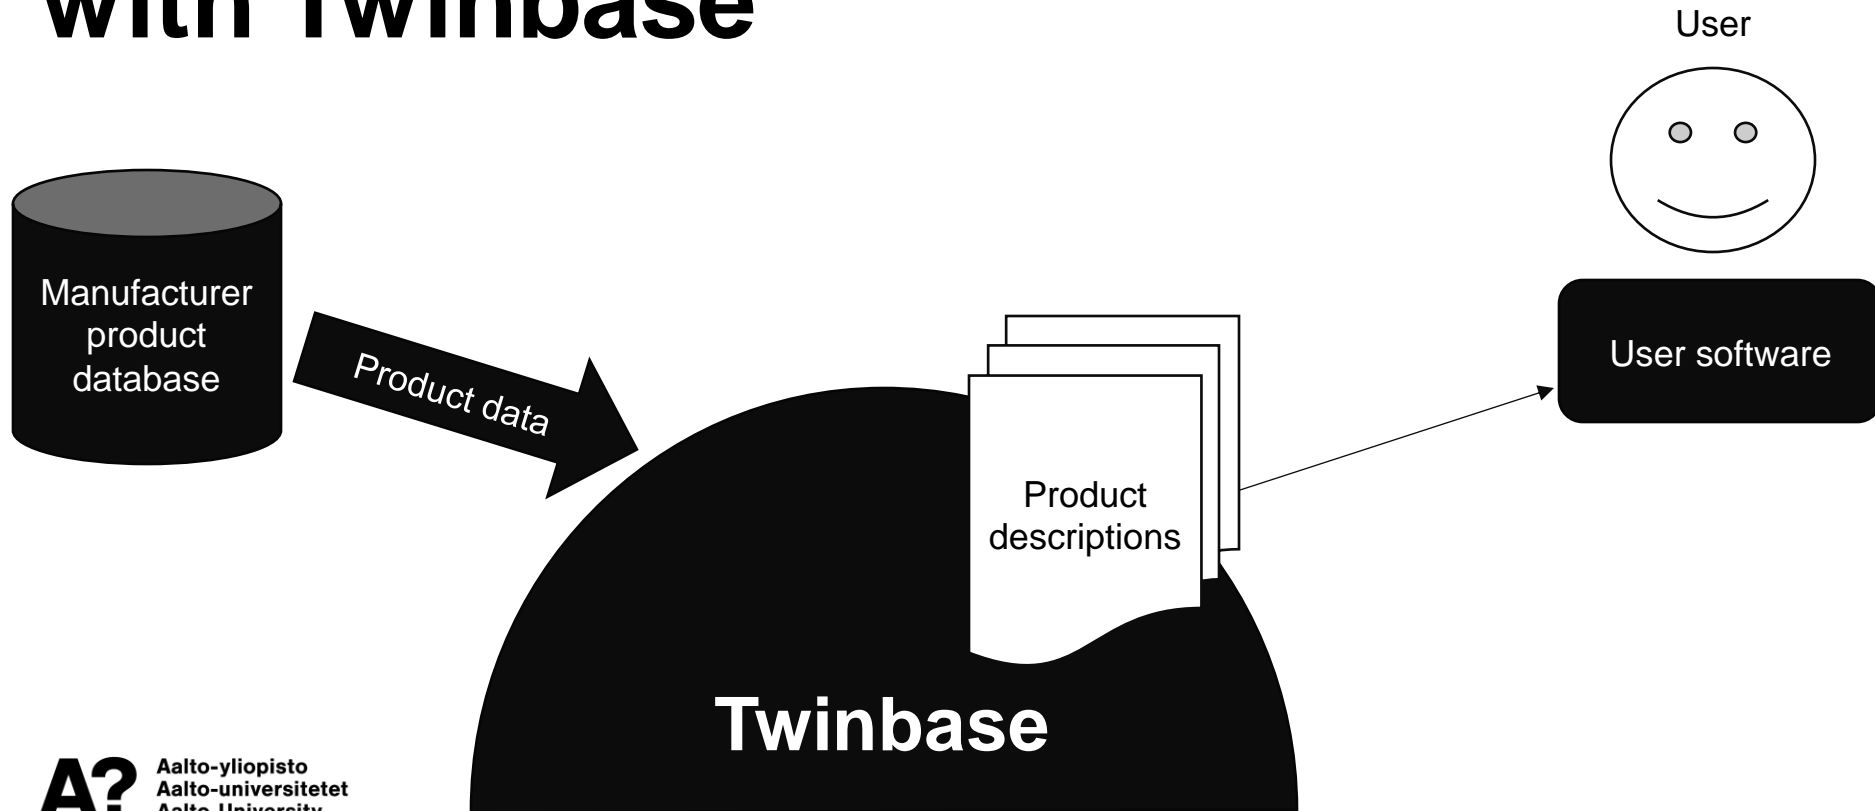 with Twinbase
User
Manufacturer
product
database
Product data
User software
Product
descriptions
Twinbase
A?
Aalto-yliopisto
Aalto-universitetet
Aalto University